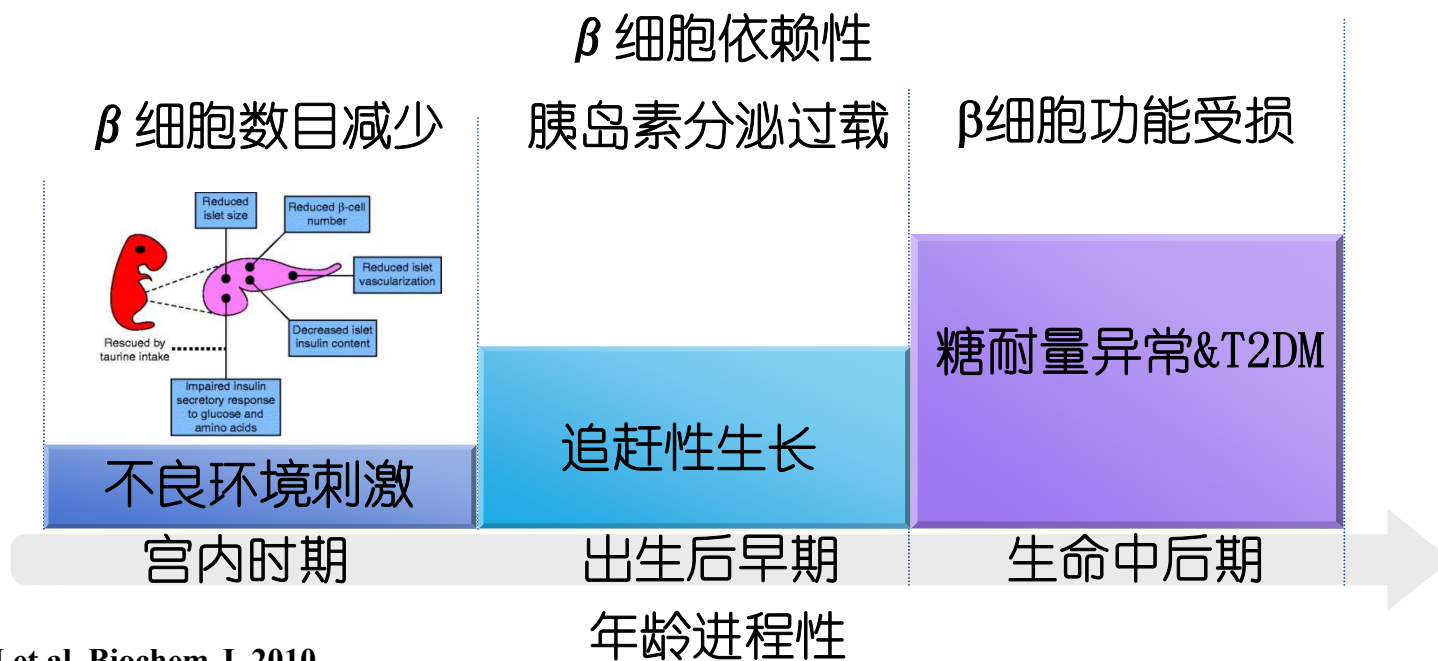 β 细胞依赖性
β 细胞数目减少
胰岛素分泌过载
β细胞功能受损
Reduced
islet size
Reduced β-cell
number
Reduced islet
vascularization
Decreased islet
insulin content
Rescued by
taurine intake
Impaired insulin
secretory response
to glucose and
amino acids
不良环境刺激
追赶性生长
糖耐量异常&T2DM
宫内时期
出生后早期
生命中后期
年龄进程性
et al. Biochem J. 2010